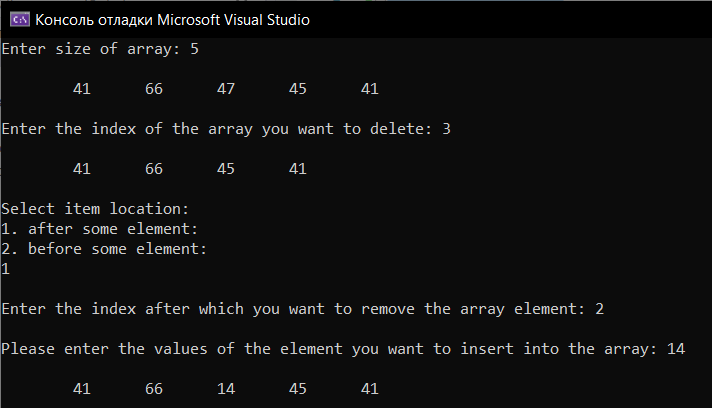 C:\ Консоль отладки Microsoft Visual Studio
Enter size of array: 5
41 66 47 45 41
Enter the index of the array you want to delete: 3
41 66 45 41
Select item location:
1. after some element:
2. before some element:
1
Enter the index after which you want to remove the array element: 2
Please enter the values of the element you want to insert into the array: 14
41 66 14 45 41